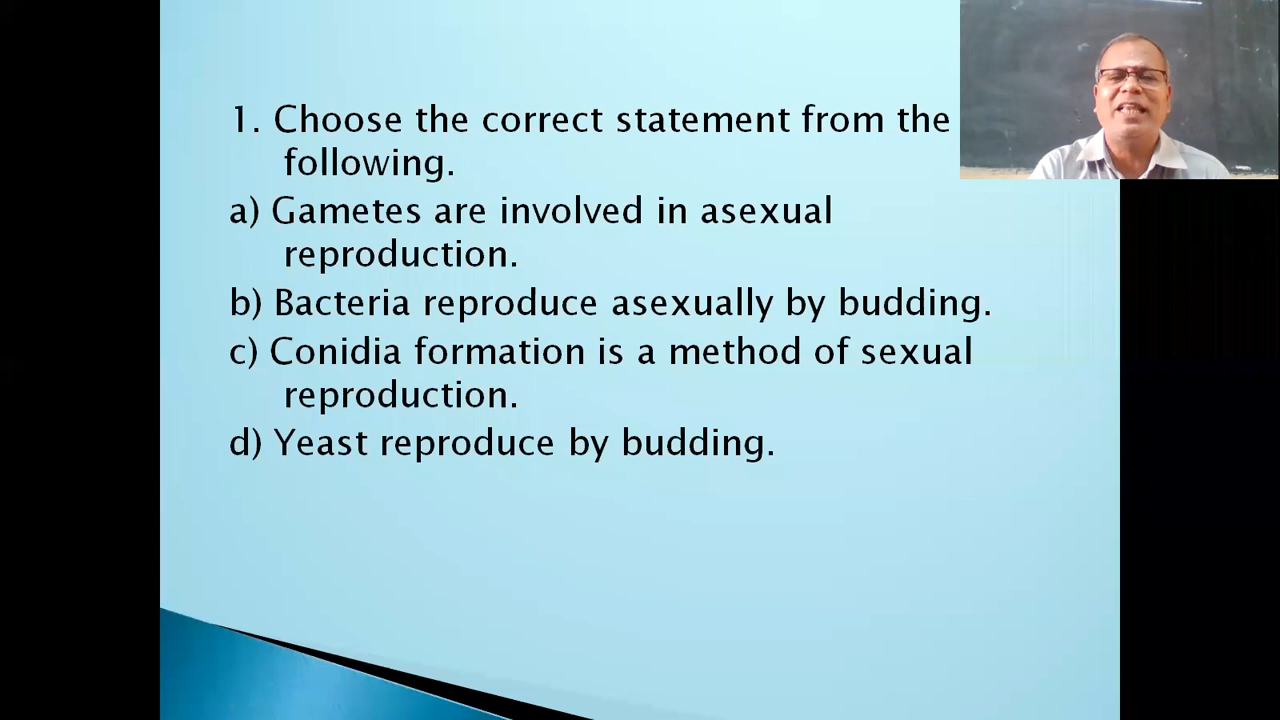 1. Choose the correct statement from the
following.
a) Gametes are involved in asexual
reproduction.
b) Bacteria reproduce asexually by budding.
c) Conidia formation is a method of sexual
reproduction.
d) Yeast reproduce by budding.